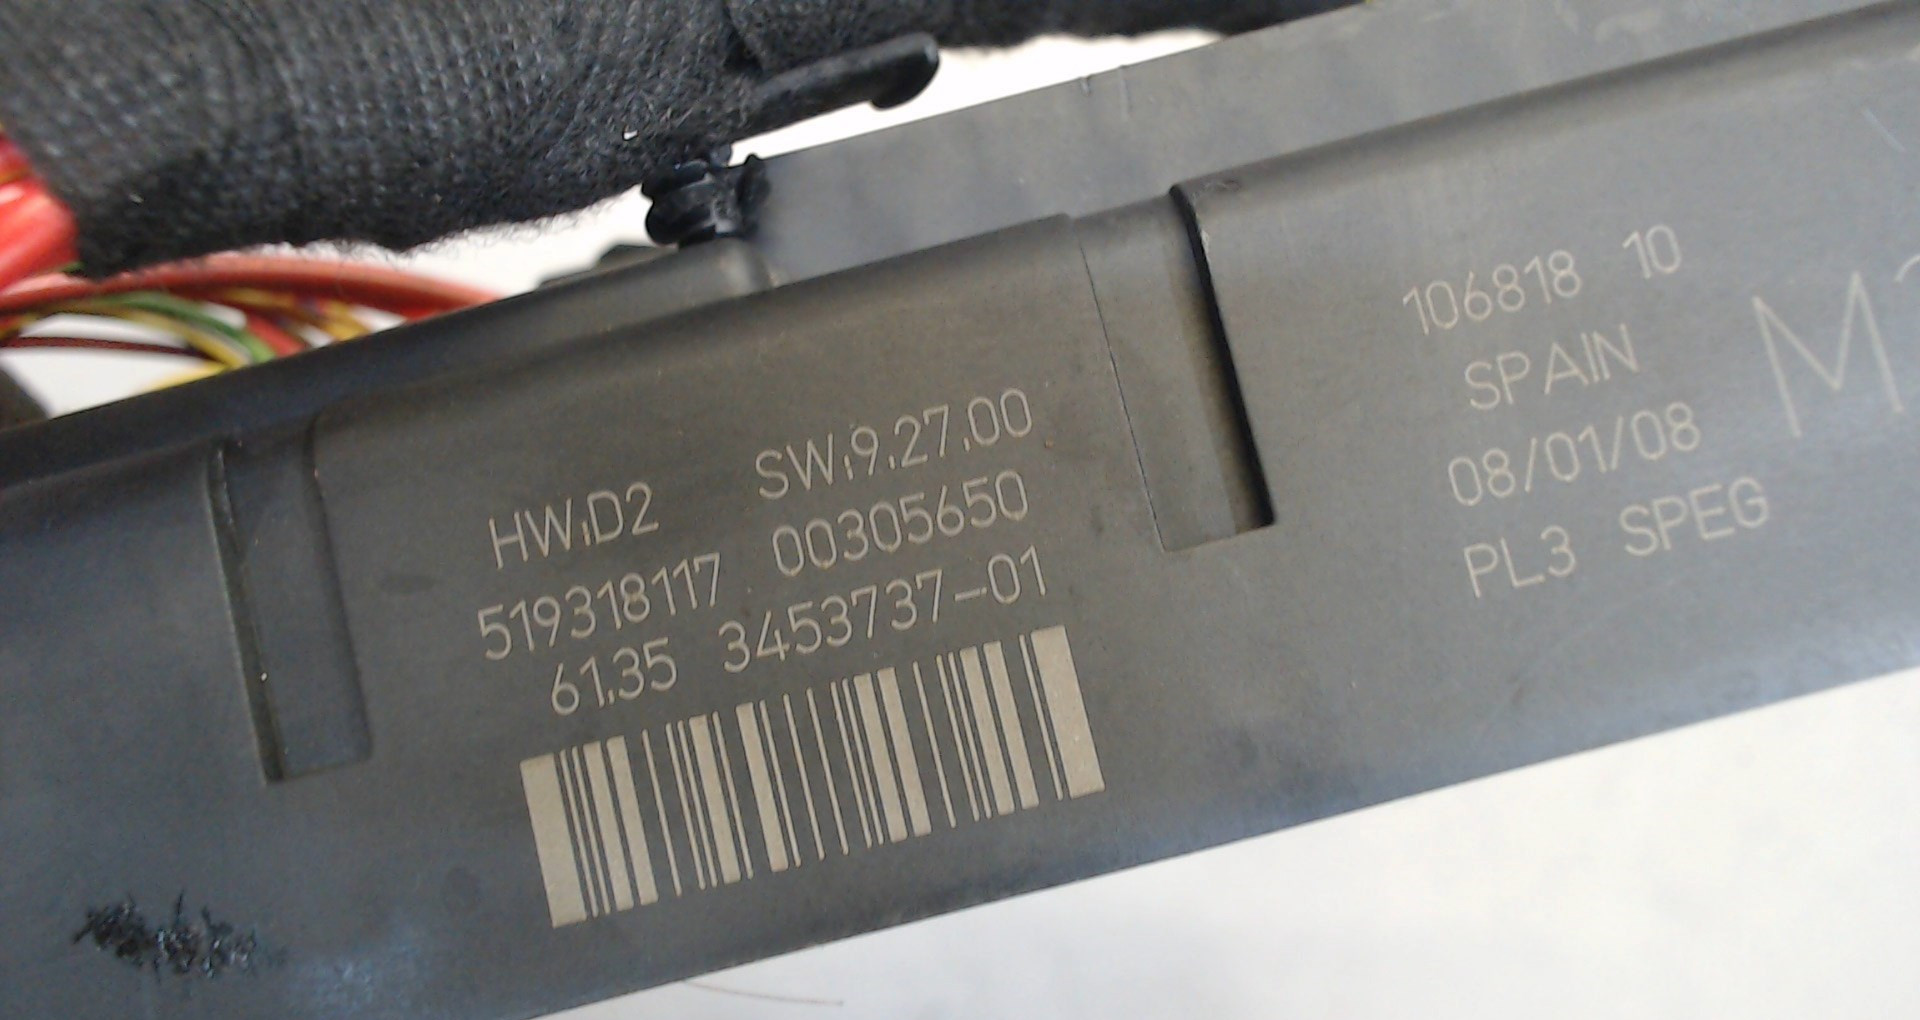 HW.D2 SW.9.27.00
519318117 00305650
61.35 3453737-01
106818 10
SPAIN
08/01/08
PL3 SPEG
M